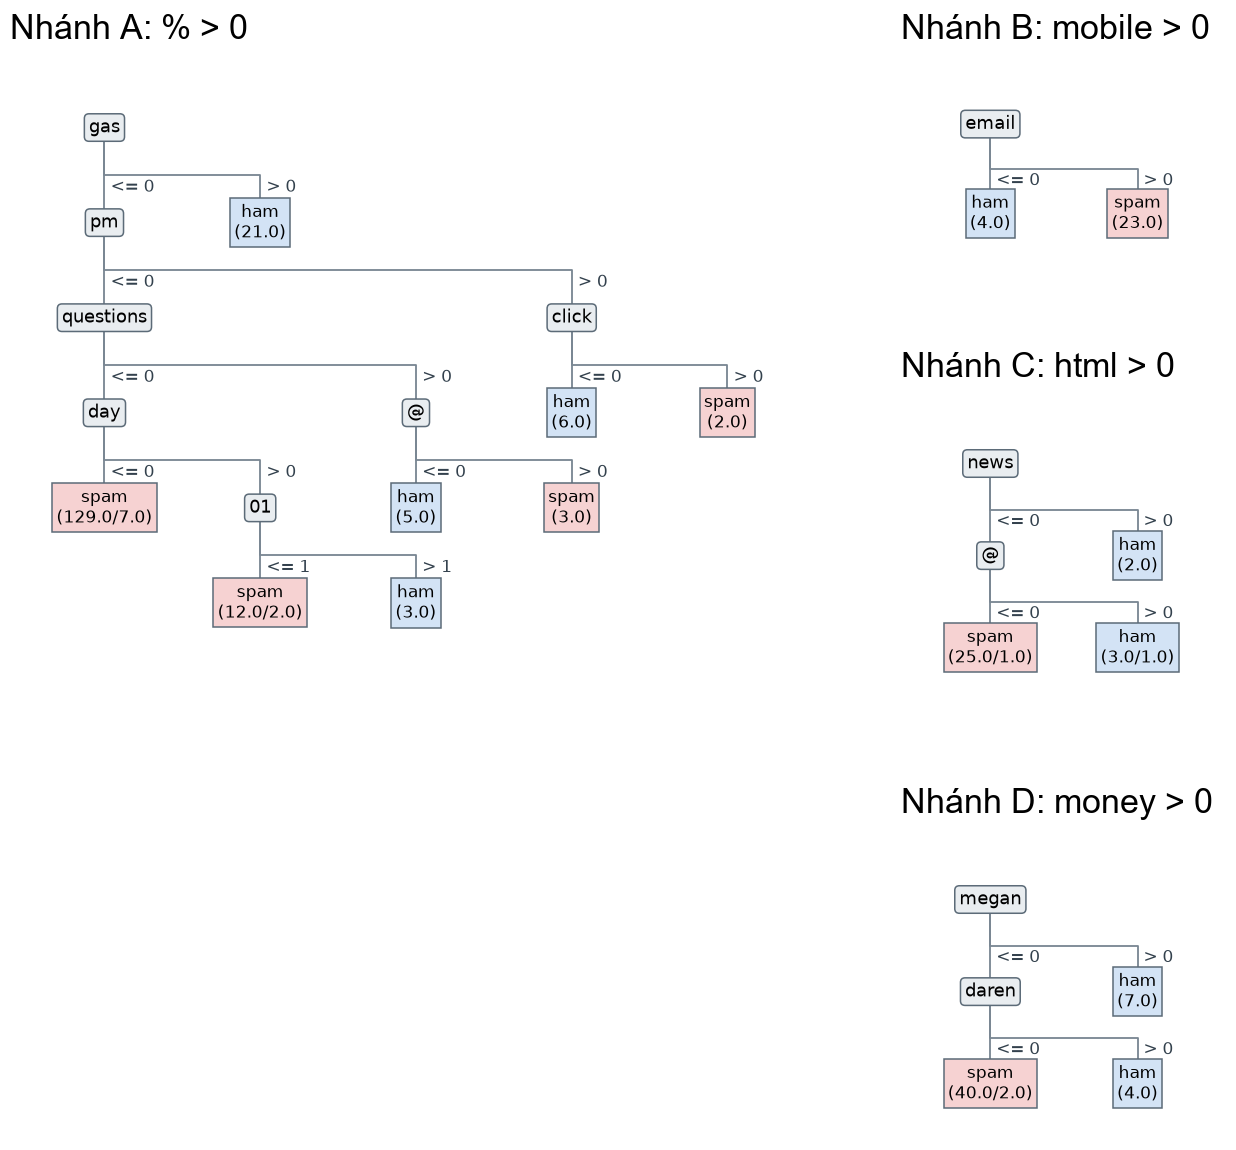 Nhánh A: % > 0
gas
<= 0
> 0
ham
(21.0)
pm
<= 0
> 0
questions
click
<= 0
> 0
<= 0
> 0
day
@
ham
(6.0)
spam
(2.0)
<= 0
> 0
<= 0
> 0
spam
(129.0/7.0)
01
ham
(5.0)
spam
(3.0)
<= 1
> 1
spam
(12.0/2.0)
ham
(3.0)
Nhánh B: mobile > 0
email
<= 0
> 0
ham
(4.0)
spam
(23.0)
Nhánh C: html > 0
news
<= 0
> 0
@
ham
(2.0)
<= 0
> 0
spam
(25.0/1.0)
ham
(3.0/1.0)
Nhánh D: money > 0
megan
<= 0
> 0
daren
ham
(7.0)
<= 0
> 0
spam
(40.0/2.0)
ham
(4.0)